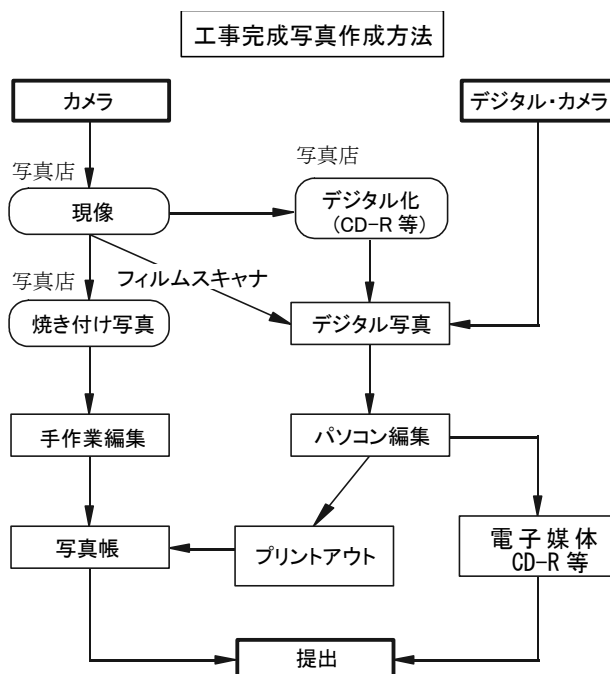 工事完成写真作成方法
カメラ
デジタル・カメラ
写真店
写真店
現像
デジタル化
(CD-R 等)
写真店
フィルムスキャナ
焼き付け写真
デジタル写真
手作業編集
パソコン編集
写真帳
プリントアウト
電子媒体
CD-R 等
提出